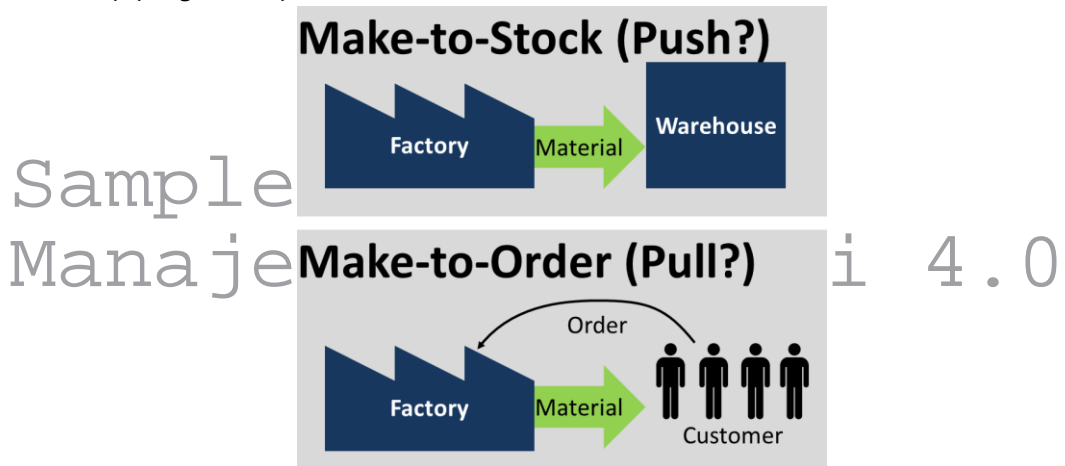 Make-to-Stock (Push?)
Factory
Material
Warehouse
Sample
Manaje i 4.0
Make-to-Order (Pull?)
Order
Factory
Material
Customer